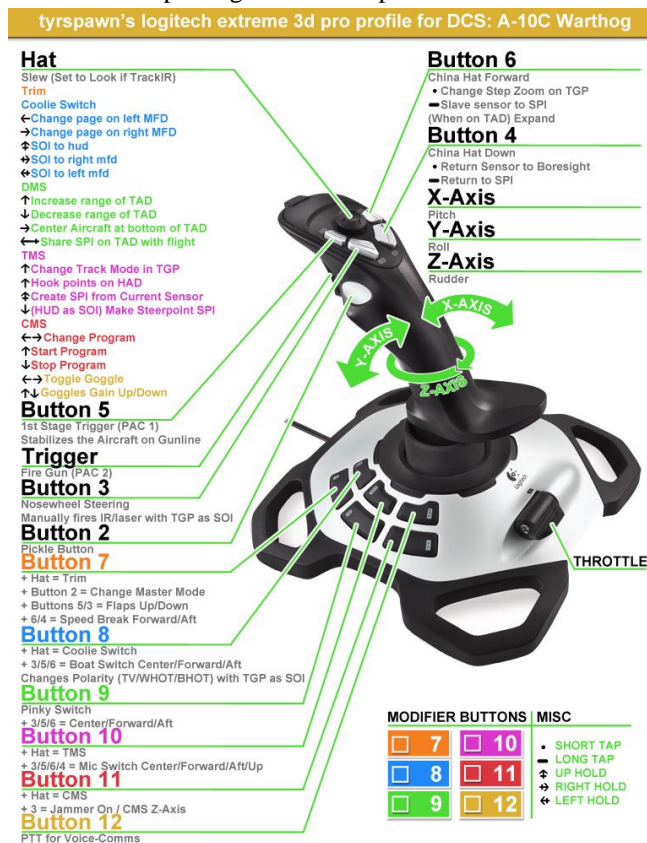 tyrspawn's logitech extreme 3d pro profile for DCS: A-10C Warthog
Hat
Slew (Set to Look if TrackIR)
Trim
Coolie Switch
←Change page on left MFD
→Change page on right MFD
⇕SOI to hud
↔SOI to right mfd
↔SOI to left mfd
DMS
↑Increase range of TAD
↓Decrease range of TAD
→Center Aircraft at bottom of TAD
←→Share SPI on TAD with flight
TMS
↑Change Track Mode in TGP
↑Hook points on HAD
⇕Create SPI from Current Sensor
↓(HUD as SOI) Make Steerpoint SPI
CMS
←→Change Program
↑Start Program
↓Stop Program
←→Toggle Goggle
↑↓Goggles Gain Up/Down
Button 5
1st Stage Trigger (PAC 1)
Stabilizes the Aircraft on Gunline
Trigger
Fire Gun (PAC 2)
Button 3
Nosewheel Steering
Manually fires IR/laser with TGP as SOI
Button 2
Pickle Button
Button 7
+ Hat = Trim
+ Button 2 = Change Master Mode
+ Buttons 5/3 = Flaps Up/Down
+ 6/4 = Speed Break Forward/Aft
Button 8
+ Hat = Coolie Switch
+ 3/5/6 = Boat Switch Center/Forward/Aft
Changes Polarity (TV/WHOT/BHOT) with TGP as SOI
Button 9
Pinky Switch
+ 3/5/6 = Center/Forward/Aft
Button 10
+ Hat = TMS
+ 3/5/6/4 = Mic Switch Center/Forward/Aft/Up
Button 11
+ Hat = CMS
+ 3 = Jammer On / CMS Z-Axis
Button 12
PTT for Voice-Comms
Button 6
China Hat Forward
• Change Step Zoom on TGP
▬Slave sensor to SPI
(When on TAD) Expand
Button 4
China Hat Down
• Return Sensor to Boresight
▬Return to SPI
X-Axis
Pitch
Y-Axis
Roll
Z-Axis
Rudder
X-AXIS
Y-AXIS
Z-AXIS
Logitech
THROTTLE
MODIFIER BUTTONS
7
10
8
11
9
12
MISC
• SHORT TAP
▬ LONG TAP
⇕ UP HOLD
↔ RIGHT HOLD
↔ LEFT HOLD